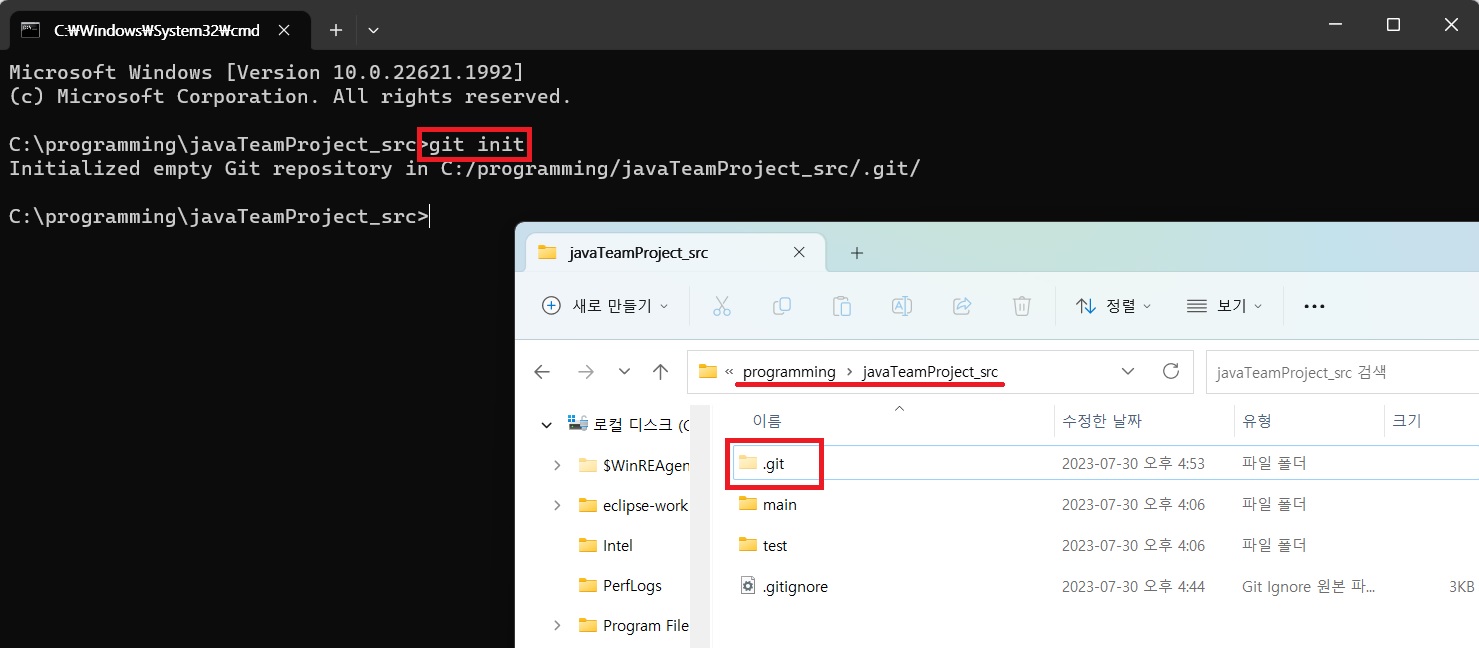 C:₩Windows₩System32₩cmd
Microsoft Windows [Version 10.0.22621.1992]
(c) Microsoft Corporation. All rights reserved.
C:\programming\javaTeamProject_src>git init
Initialized empty Git repository in C:/programming/javaTeamProject_src/.git/
C:\programming\javaTeamProject_src>
javaTeamProject_src
새로 만들기 정렬 보기
« programming > javaTeamProject_src javaTeamProject_src 검색
이름 수정한 날짜 유형 크기
로컬 디스크 (C
.git 2023-07-30 오후 4:53 파일 폴더
$WinREAgen
main 2023-07-30 오후 4:06 파일 폴더
eclipse-work
test 2023-07-30 오후 4:06 파일 폴더
Intel
.gitignore 2023-07-30 오후 4:44 Git Ignore 원본 파... 3KB
PerfLogs
Program File